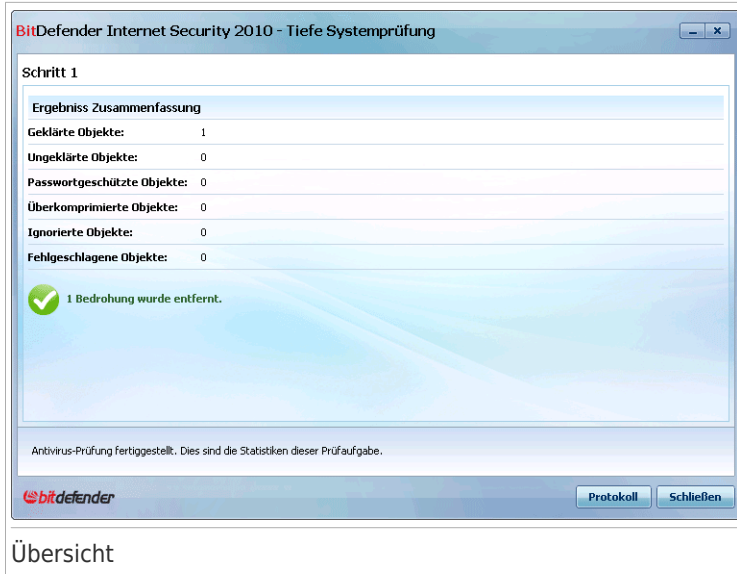 BitDefender Internet Security 2010 - Tiefe Systemprüfung
Schritt 1
Ergebniss Zusammenfassung
Geklärte Objekte: 1
Ungeklärte Objekte: 0
Passwortgeschützte Objekte: 0
Überkomprimierte Objekte: 0
Ignorierte Objekte: 0
Fehlgeschlagene Objekte: 0
1 Bedrohung wurde entfernt.
Antivirus-Prüfung fertiggestellt. Dies sind die Statistiken dieser Prüfaufgabe.
bitdefender
Protokoll Schließen
Übersicht